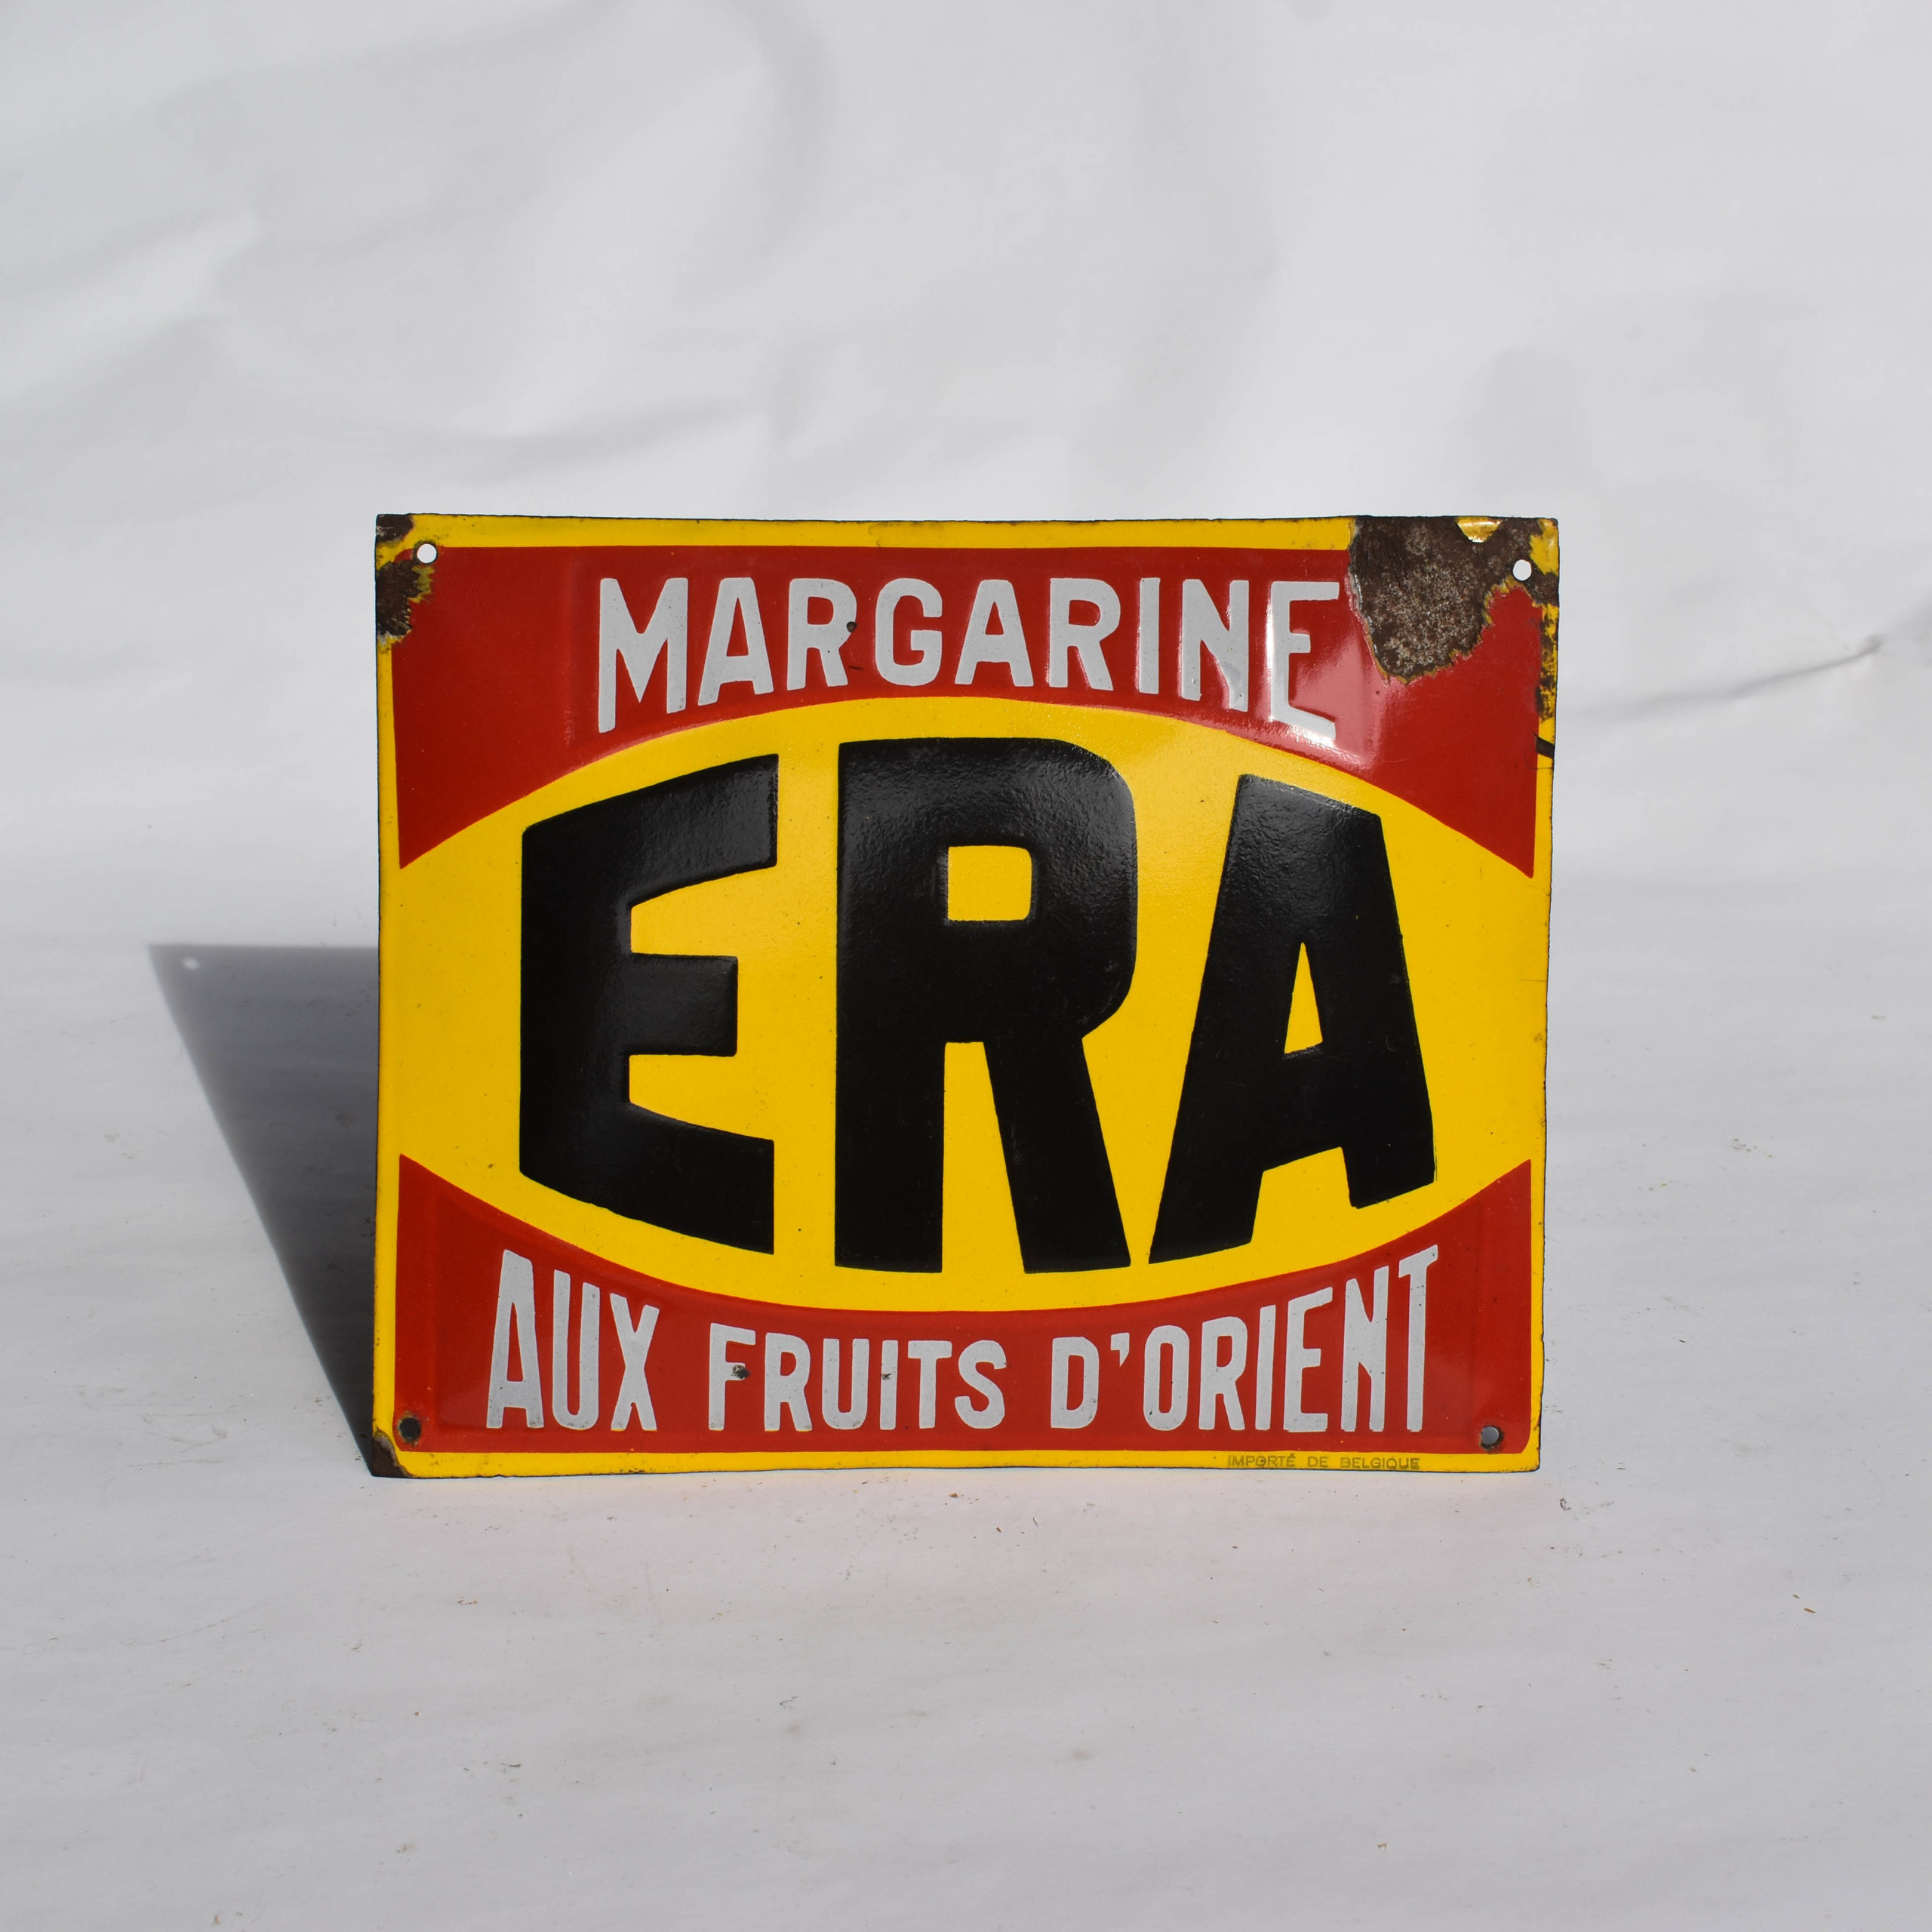 MARGARINE
ERA
AUX FRUITS D'ORIENT
IMPORTÉ DE BELGIQUE